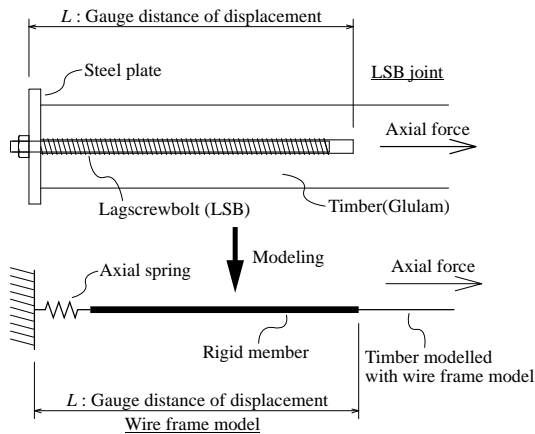 L : Gauge distance of displacement
Steel plate
LSB joint
Axial force
Lagscrewbolt (LSB)
Timber(Glulam)
Modeling
Axial spring
Axial force
Rigid member
Timber modelled
with wire frame model
L : Gauge distance of displacement
Wire frame model